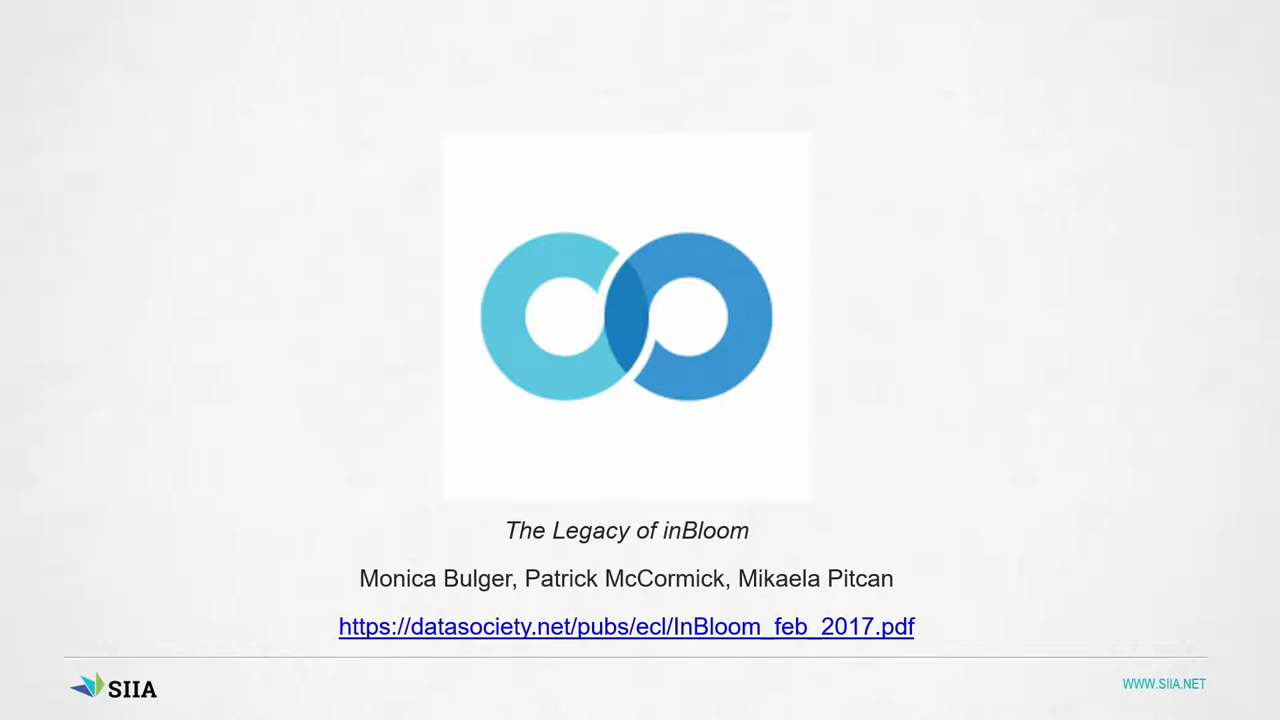 The Legacy of inBloom
Monica Bulger, Patrick McCormick, Mikaela Pitcan
https://datasociety.net/pubs/ecl/InBloom_feb_2017.pdf
SIIA
WWW.SIIA.NET